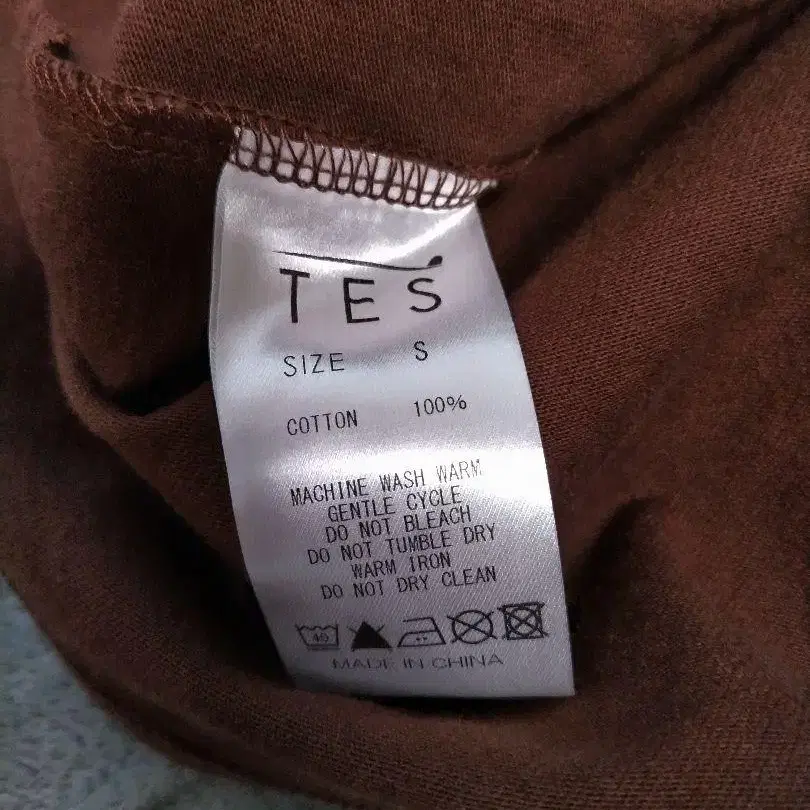 TES
SIZE S
COTTON 100%
MACHINE WASH WARM
GENTLE CYCLE
DO NOT BLEACH
DO NOT TUMBLE DRY
WARM IRON
DO NOT DRY CLEAN
40
MADE IN CHINA